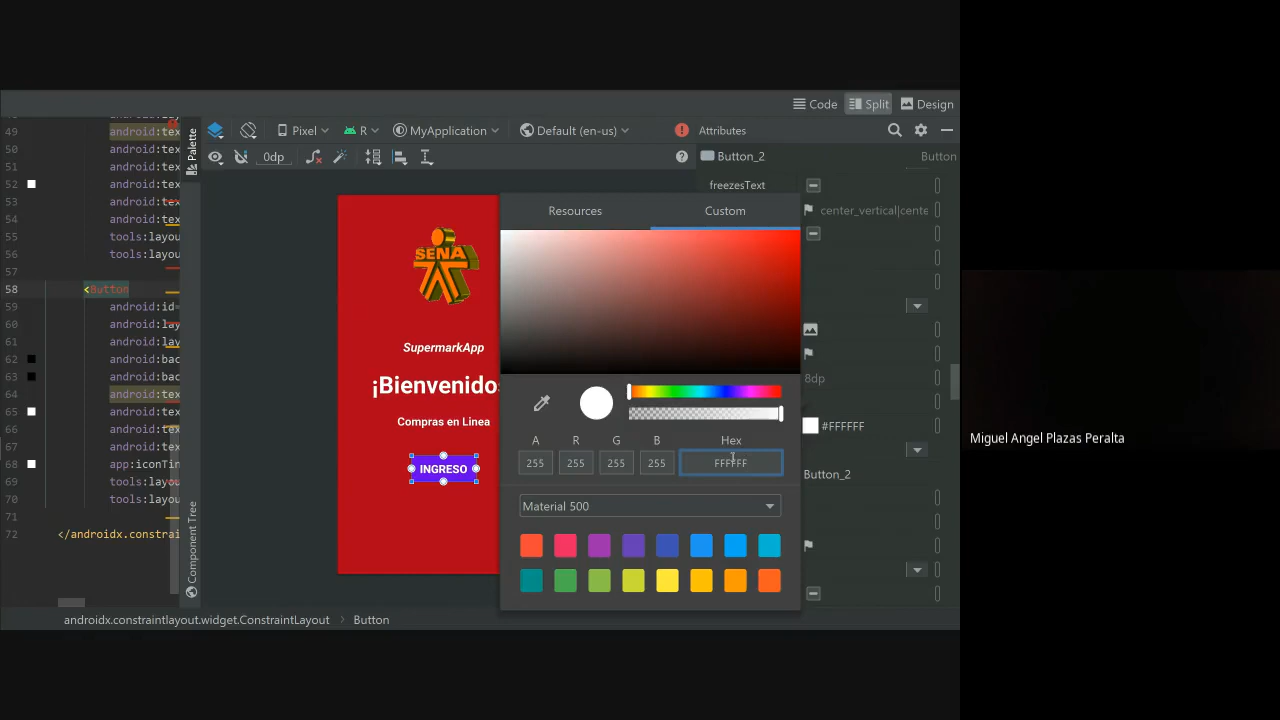 Code
Split
Design
Palette
Pixel
R
MyApplication
Default (en-us)
Attributes
0dp
Button_2
Button
49 android:tex
50 android:tex
51 android:tex
52 android:tex
53 android:tex
54 android:tex
55 tools:layou
56 tools:layou
57
58 <Button
59 android:id=
60 android:lay
61 android:lay
62 android:bac
63 android:bac
64 android:tex
65 android:tex
66 android:tex
67 android:tex
68 app:iconTin
69 tools:layou
70 tools:layou
71
72 </androidx.constrai
Component Tree
SENA
SupermarkApp
¡Bienvenidos
Compras en Linea
INGRESO
Resources
Custom
A R G B Hex
255 255 255 255 FFFFFF
Material 500
freezesText
center_vertical|cente
8dp
#FFFFFF
Button_2
androidx.constraintlayout.widget.ConstraintLayout › Button
Miguel Angel Plazas Peralta